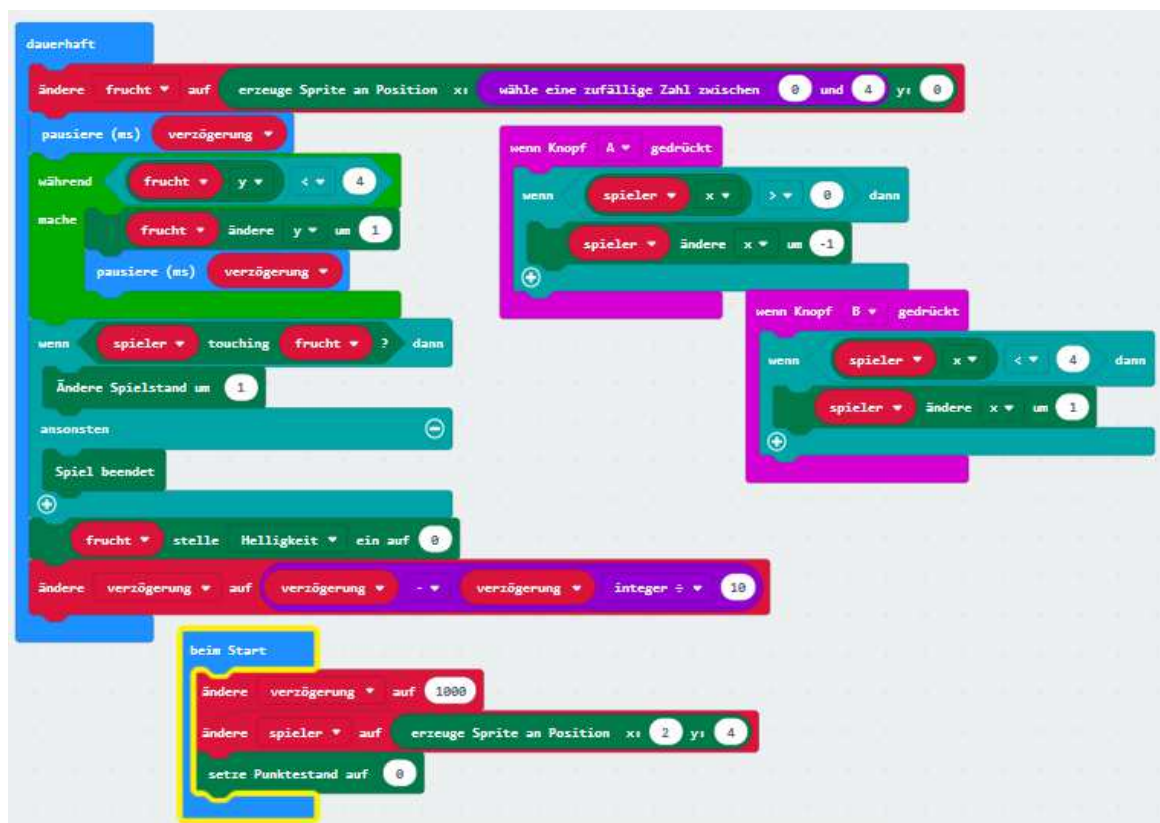 dauerhaft
ändere frucht auf erzeuge Sprite an Position x: wähle eine zufällige Zahl zwischen 0 und 4 y: 0
pausiere (ms) verzögerung
während frucht y < 4
mache frucht ändere y um 1
pausiere (ms) verzögerung
wenn spieler touching frucht ? dann
Ändere Spielstand um 1
ansonsten
Spiel beendet
frucht stelle Helligkeit ein auf 0
ändere verzögerung auf verzögerung - verzögerung integer ÷ 10
wenn Knopf A gedrückt
wenn spieler x > 0 dann
spieler ändere x um -1
wenn Knopf B gedrückt
wenn spieler x < 4 dann
spieler ändere x um 1
beim Start
ändere verzögerung auf 1000
ändere spieler auf erzeuge Sprite an Position x: 2 y: 4
setze Punktestand auf 0